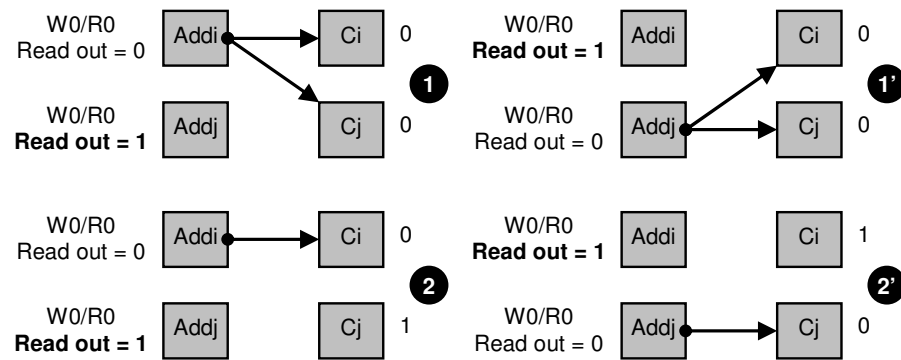 W0/R0
Read out = 0
Addi
Ci
0
1
W0/R0
Read out = 1
Addj
Cj
0
W0/R0
Read out = 1
Addi
Ci
0
1'
W0/R0
Read out = 0
Addj
Cj
0
W0/R0
Read out = 0
Addi
Ci
0
2
W0/R0
Read out = 1
Addj
Cj
1
W0/R0
Read out = 1
Addi
Ci
1
2'
W0/R0
Read out = 0
Addj
Cj
0